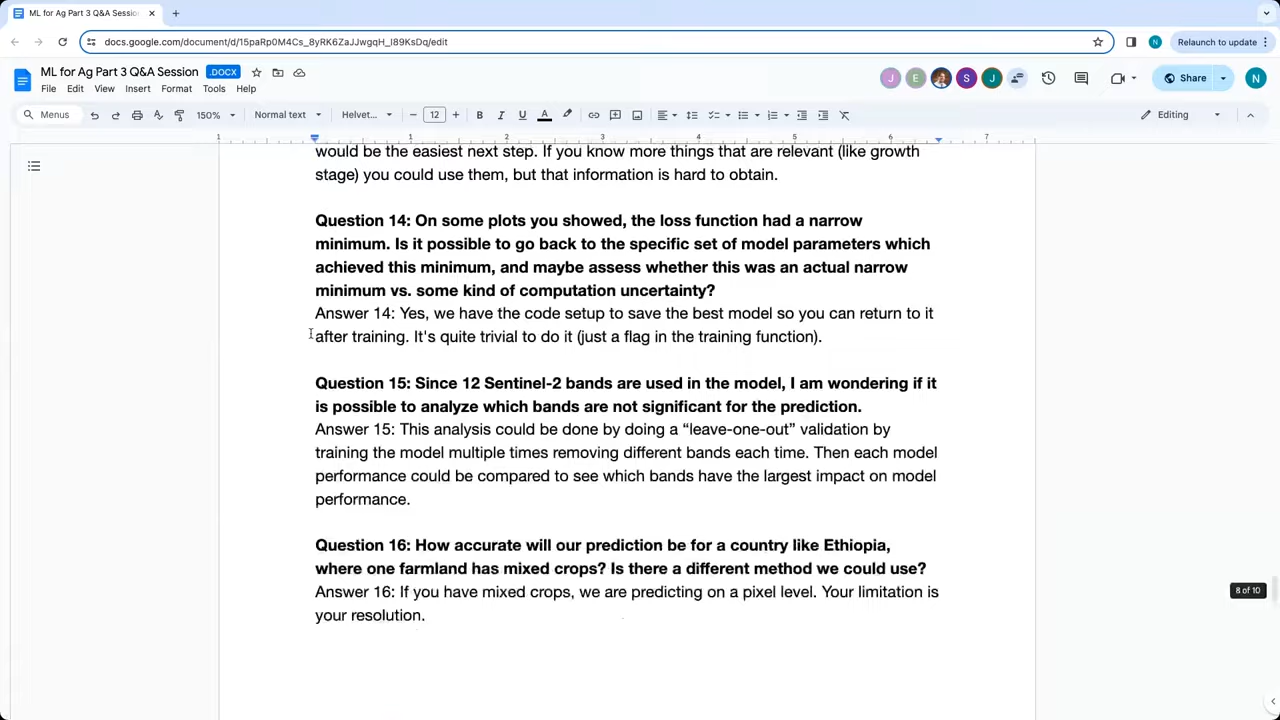 ML for Ag Part 3 Q&A Sessio
docs.google.com/document/d/15paRp0M4Cs_8yRK6ZaJJwgqH_I89KsDq/edit
N
Relaunch to update
ML for Ag Part 3 Q&A Session
.DOCX
J
E
S
J
Share
N
File Edit View Insert Format Tools Help
Menus
150%
Normal text
Helvet...
12
B I U A
Editing
1 1 2 3 4 5 6 7
would be the easiest next step. If you know more things that are relevant (like growth
stage) you could use them, but that information is hard to obtain.
Question 14: On some plots you showed, the loss function had a narrow
minimum. Is it possible to go back to the specific set of model parameters which
achieved this minimum, and maybe assess whether this was an actual narrow
minimum vs. some kind of computation uncertainty?
Answer 14: Yes, we have the code setup to save the best model so you can return to it
after training. It's quite trivial to do it (just a flag in the training function).
Question 15: Since 12 Sentinel-2 bands are used in the model, I am wondering if it
is possible to analyze which bands are not significant for the prediction.
Answer 15: This analysis could be done by doing a “leave-one-out” validation by
training the model multiple times removing different bands each time. Then each model
performance could be compared to see which bands have the largest impact on model
performance.
Question 16: How accurate will our prediction be for a country like Ethiopia,
where one farmland has mixed crops? Is there a different method we could use?
Answer 16: If you have mixed crops, we are predicting on a pixel level. Your limitation is
your resolution.
8 of 10